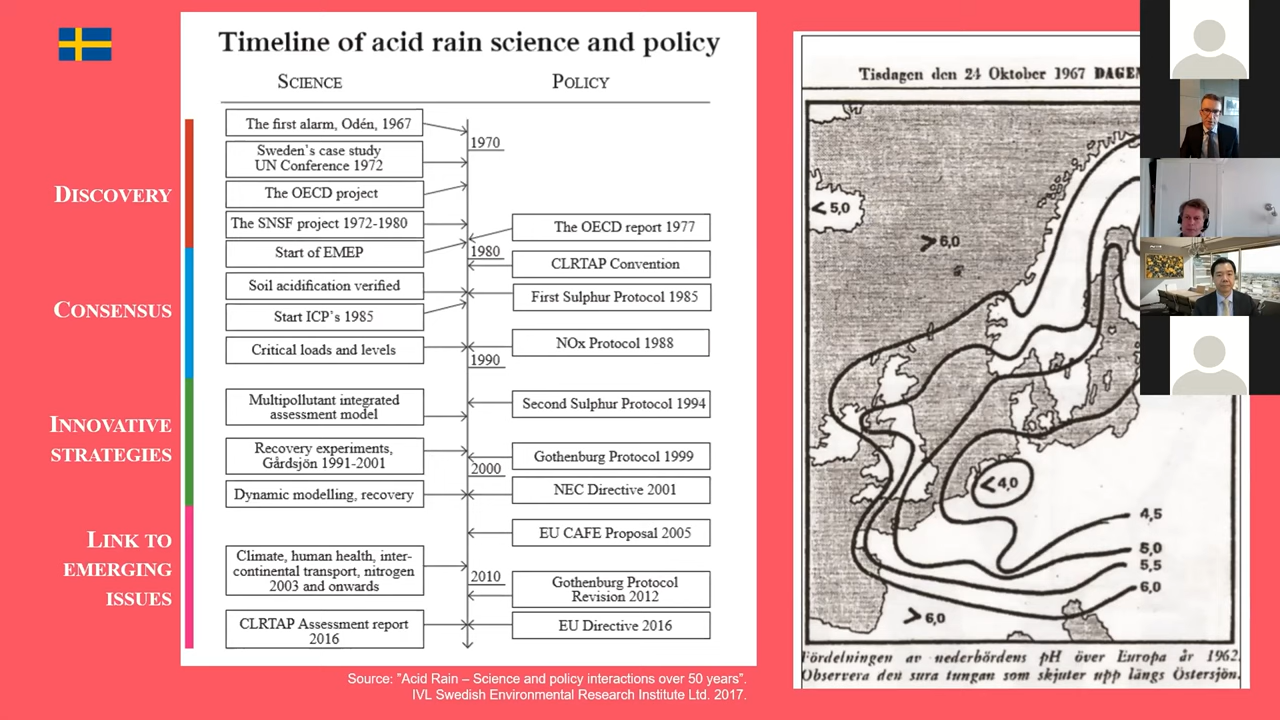 Timeline of acid rain science and policy
SCIENCE
POLICY
DISCOVERY
CONSENSUS
INNOVATIVE
STRATEGIES
LINK TO
EMERGING
ISSUES
The first alarm, Odén, 1967
Sweden's case study
UN Conference 1972
The OECD project
The SNSF project 1972-1980
Start of EMEP
Soil acidification verified
Start ICP's 1985
Critical loads and levels
Multipollutant integrated
assessment model
Recovery experiments,
Gårdsjön 1991-2001
Dynamic modelling, recovery
Climate, human health, inter-
continental transport, nitrogen
2003 and onwards
CLRTAP Assessment report
2016
1970
1980
1990
2000
2010
The OECD report 1977
CLRTAP Convention
First Sulphur Protocol 1985
NOx Protocol 1988
Second Sulphur Protocol 1994
Gothenburg Protocol 1999
NEC Directive 2001
EU CAFE Proposal 2005
Gothenburg Protocol
Revision 2012
EU Directive 2016
Source: "Acid Rain – Science and policy interactions over 50 years".
IVL Swedish Environmental Research Institute Ltd. 2017.
Tisdagen den 24 Oktober 1967 DAGEN
< 5,0
> 6,0
< 4,0
4,5
5,0
5,5
6,0
> 6,0
Fördelningen av nederbördens pH över Europa år 1962.
Observera den sura tungan som skjuter upp längs Östersjön.